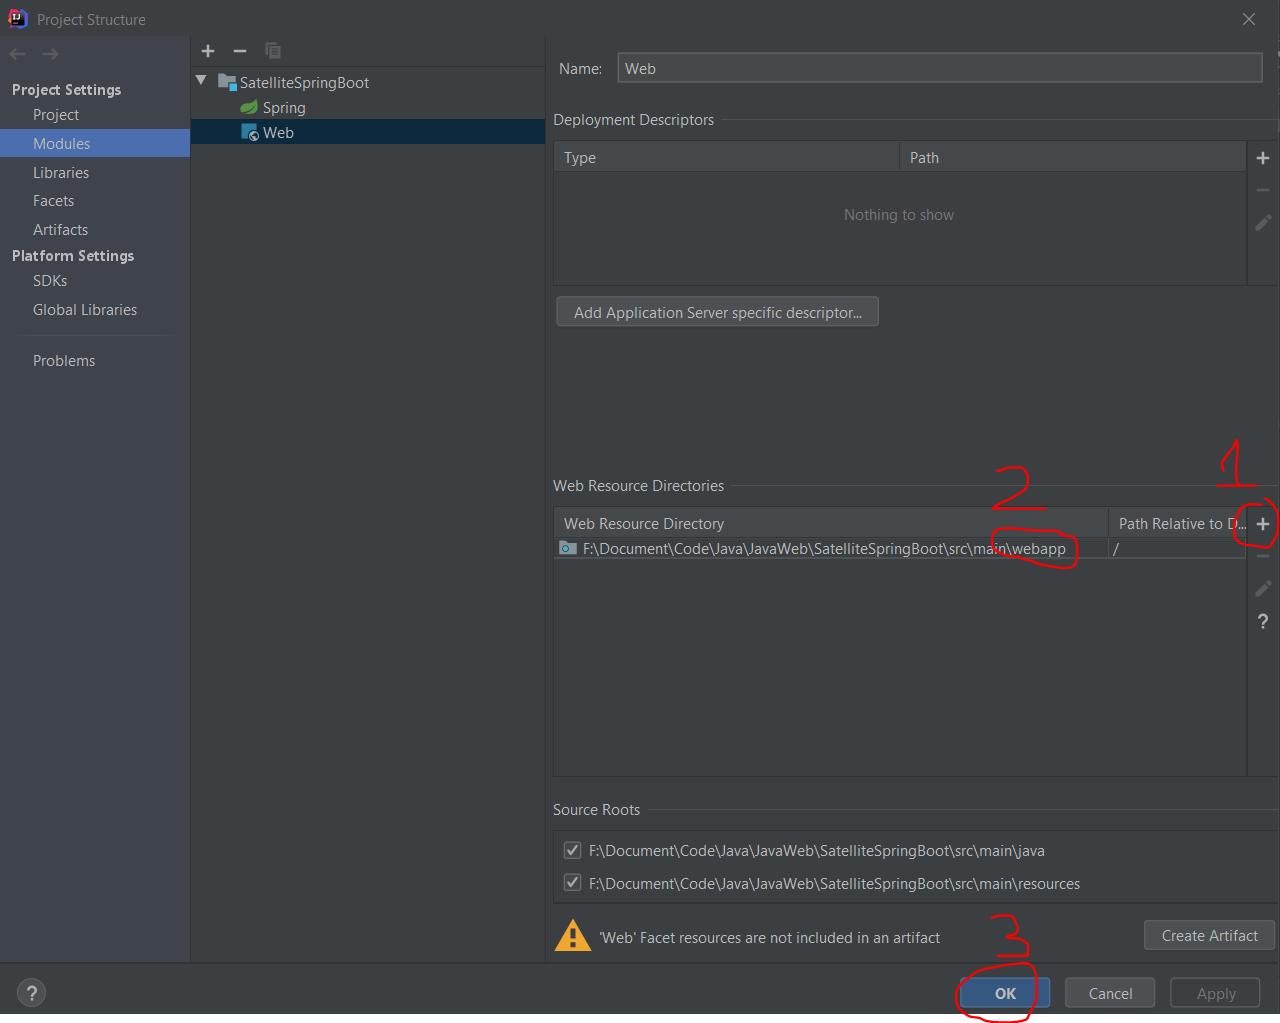 Project Structure
Project Settings
Project
Modules
Libraries
Facets
Artifacts
Platform Settings
SDKs
Global Libraries
Problems
SatelliteSpringBoot
Spring
Web
Name: Web
Deployment Descriptors
Type Path
Nothing to show
Add Application Server specific descriptor...
1
2
Web Resource Directories
Web Resource Directory Path Relative to D...
F:\Document\Code\Java\JavaWeb\SatelliteSpringBoot\src\main\webapp /
?
Source Roots
F:\Document\Code\Java\JavaWeb\SatelliteSpringBoot\src\main\java
F:\Document\Code\Java\JavaWeb\SatelliteSpringBoot\src\main\resources
'Web' Facet resources are not included in an artifact
Create Artifact
3
? OK Cancel Apply